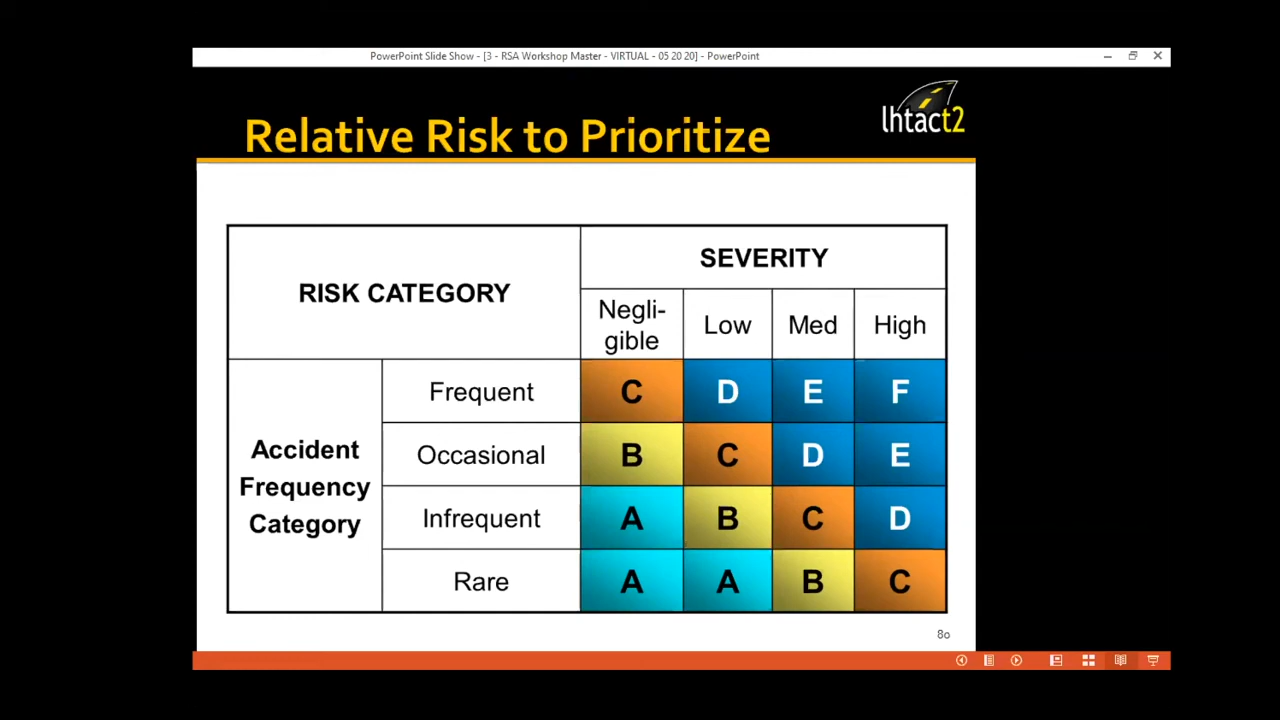 PowerPoint Slide Show - [3 - RSA Workshop Master - VIRTUAL - 05 20 20] - PowerPoint
lhtact2
Relative Risk to Prioritize
RISK CATEGORY
SEVERITY
Negli-
gible
Low
Med
High
Accident
Frequency
Category
Frequent
C
D
E
F
Occasional
B
C
D
E
Infrequent
A
B
C
D
Rare
A
A
B
C
80